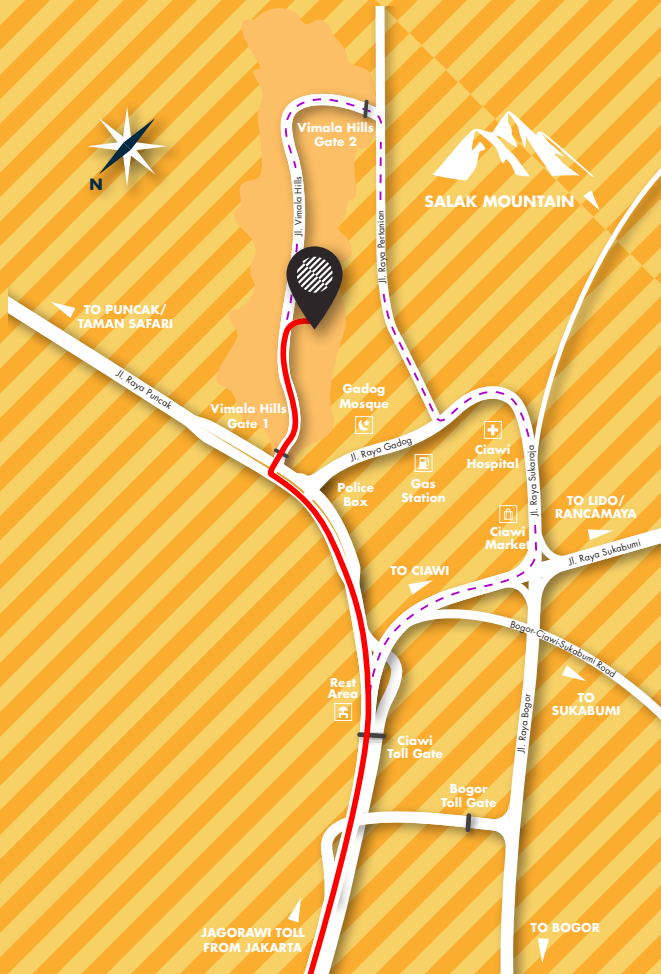 Vimala Hills
Gate 2
N
Jl. Vimala Hills
Jl. Raya Pertanian
SALAK MOUNTAIN
TO PUNCAK/
TAMAN SAFARI
Jl. Raya Puncak
Vimala Hills
Gate 1
Gadog
Mosque
Jl. Raya Gadog
Police
Box
Gas
Station
Ciawi
Hospital
Jl. Raya Sukaraja
Ciawi
Market
TO LIDO/
RANCAMAYA
Jl. Raya Sukabumi
TO CIAWI
Bogor-Ciawi-Sukabumi Road
TO
SUKABUMI
Rest
Area
Jl. Raya Bogor
Ciawi
Toll Gate
Bogor
Toll Gate
JAGORAWI TOLL
FROM JAKARTA
TO BOGOR